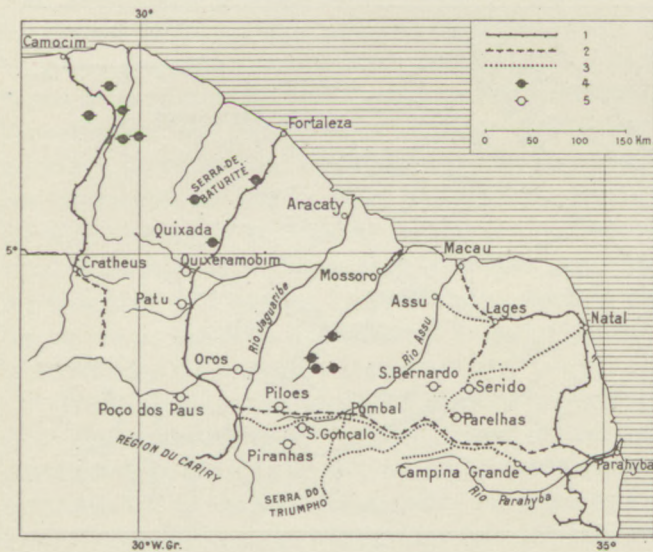 30°
Camocim
1
2
3
4
5
0 50 100 150 Km
Fortaleza
SERRA DE
BATURITÉ
Aracaty
Quixada
5°
Macau
Cratheus
Quixeramobim
Mossoro
Patu
Assu
Lages
Natal
Rio Jaguaribe
Rio Assu
Oros
S. Bernardo
Serido
Poço dos Paus
Piloes
Pombal
Parelhas
S. Gonçalo
RÉGION DU CARIRY
Piranhas
Campina Grande
Parahyba
SERRA DO
TRIUMPHO
Rio Parahyba
30° W. Gr.
35°